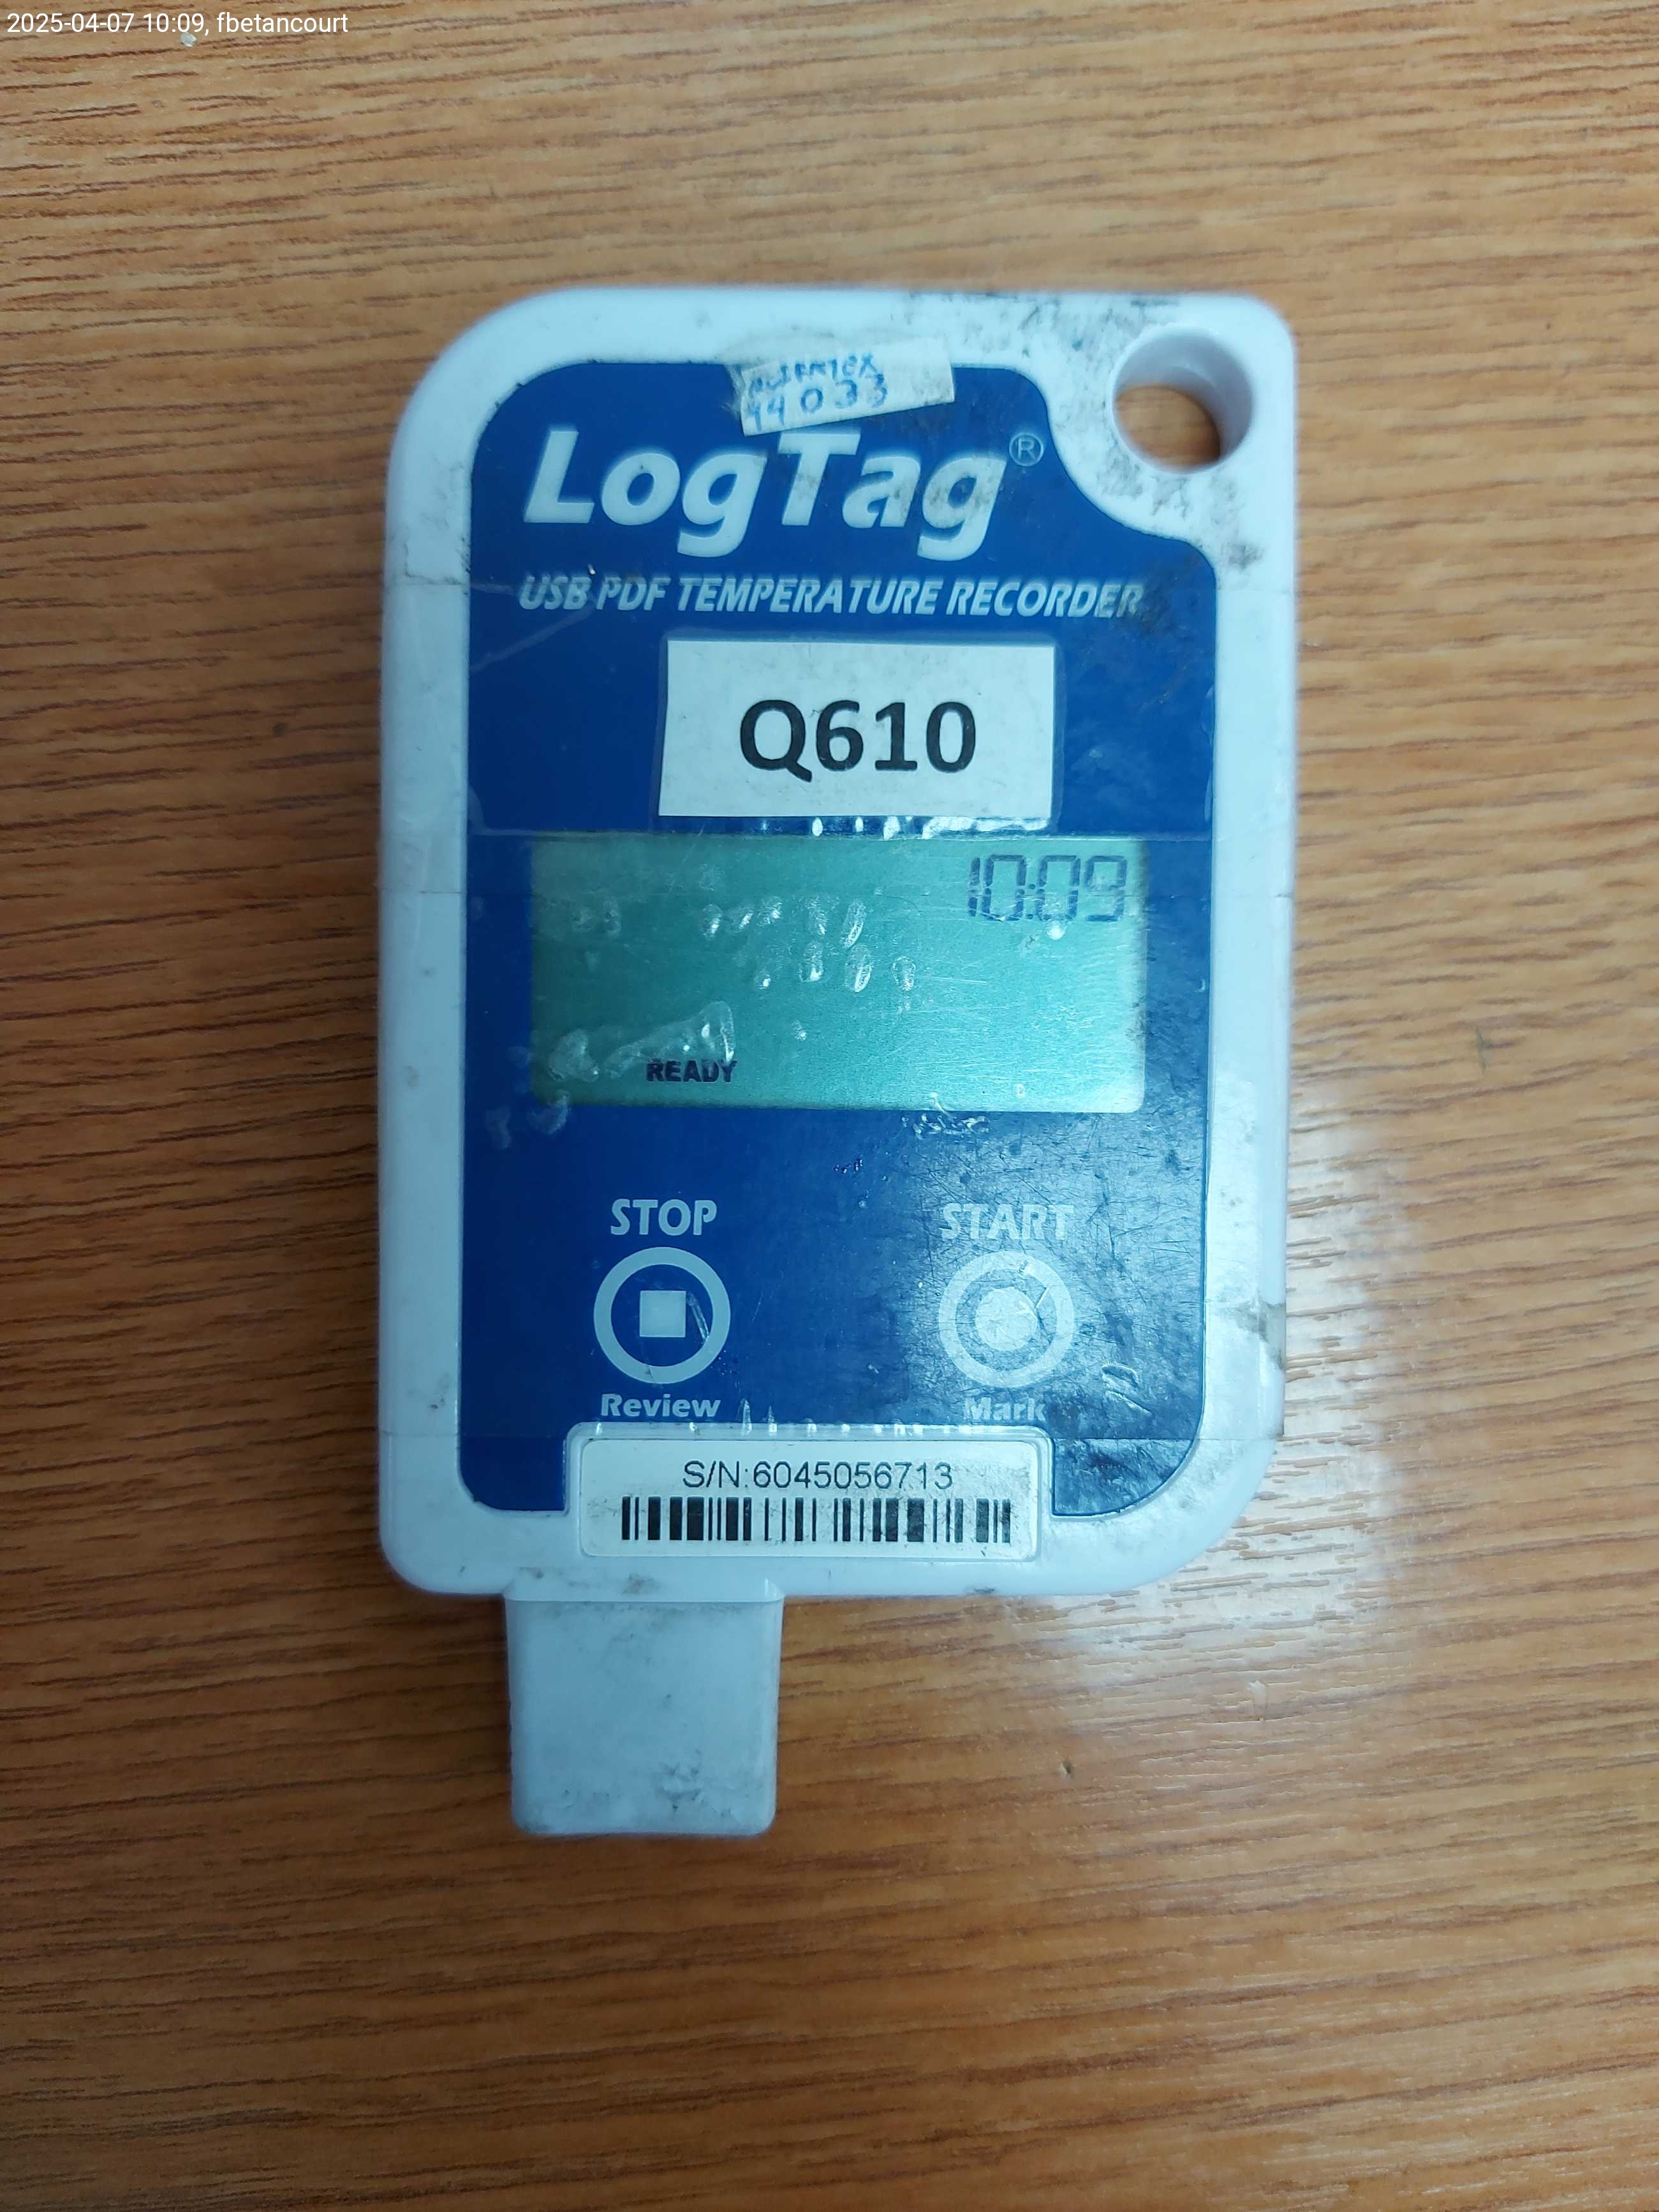 2025-04-07 10:09, fbetancourt
LogTag®
USB PDF TEMPERATURE RECORDER
Q610
10:09
READY
STOP
START
Review
Mark
S/N:6045056713